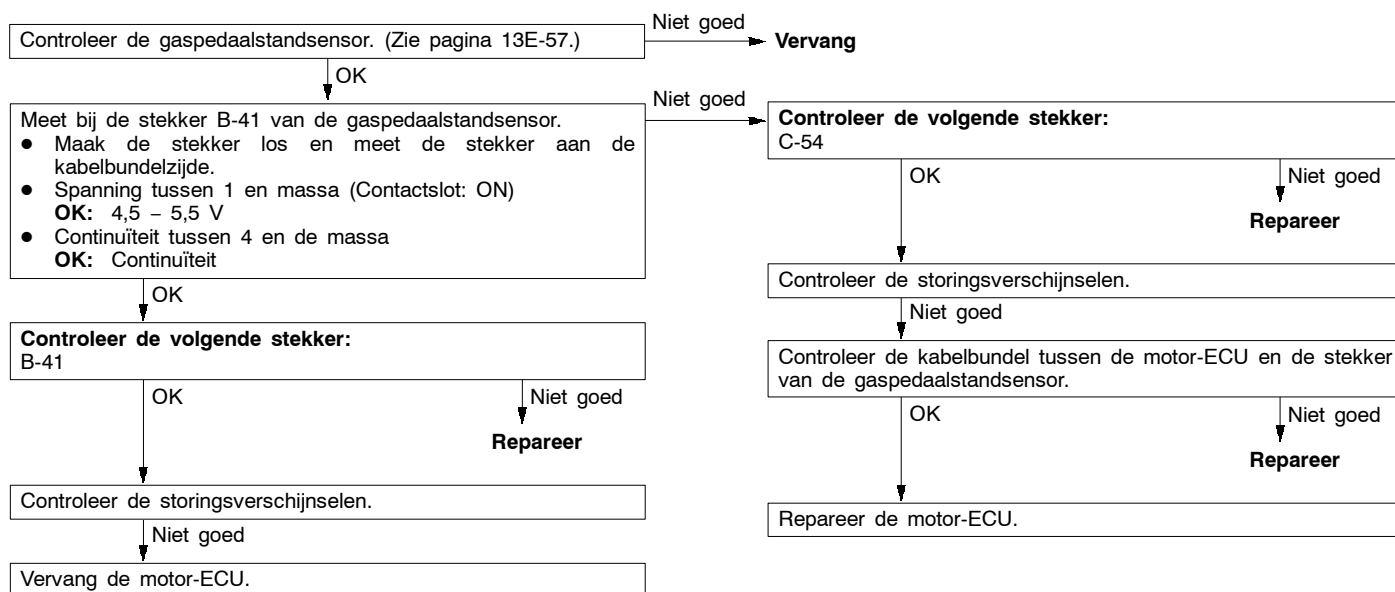 Controleer de gaspedaalstandsensor. (Zie pagina 13E-57.)
Niet goed
Vervang
OK
Meet bij de stekker B-41 van de gaspedaalstandsensor.
● Maak de stekker los en meet de stekker aan de
kabelbundelzijde.
● Spanning tussen 1 en massa (Contactslot: ON)
OK: 4,5 – 5,5 V
● Continuïteit tussen 4 en de massa
OK: Continuïteit
Niet goed
OK
Controleer de volgende stekker:
B-41
OK
Niet goed
Repareer
Controleer de storingsverschijnselen.
Niet goed
Vervang de motor-ECU.
Controleer de volgende stekker:
C-54
OK
Niet goed
Repareer
Controleer de storingsverschijnselen.
Niet goed
Controleer de kabelbundel tussen de motor-ECU en de stekker
van de gaspedaalstandsensor.
OK
Niet goed
Repareer
Repareer de motor-ECU.